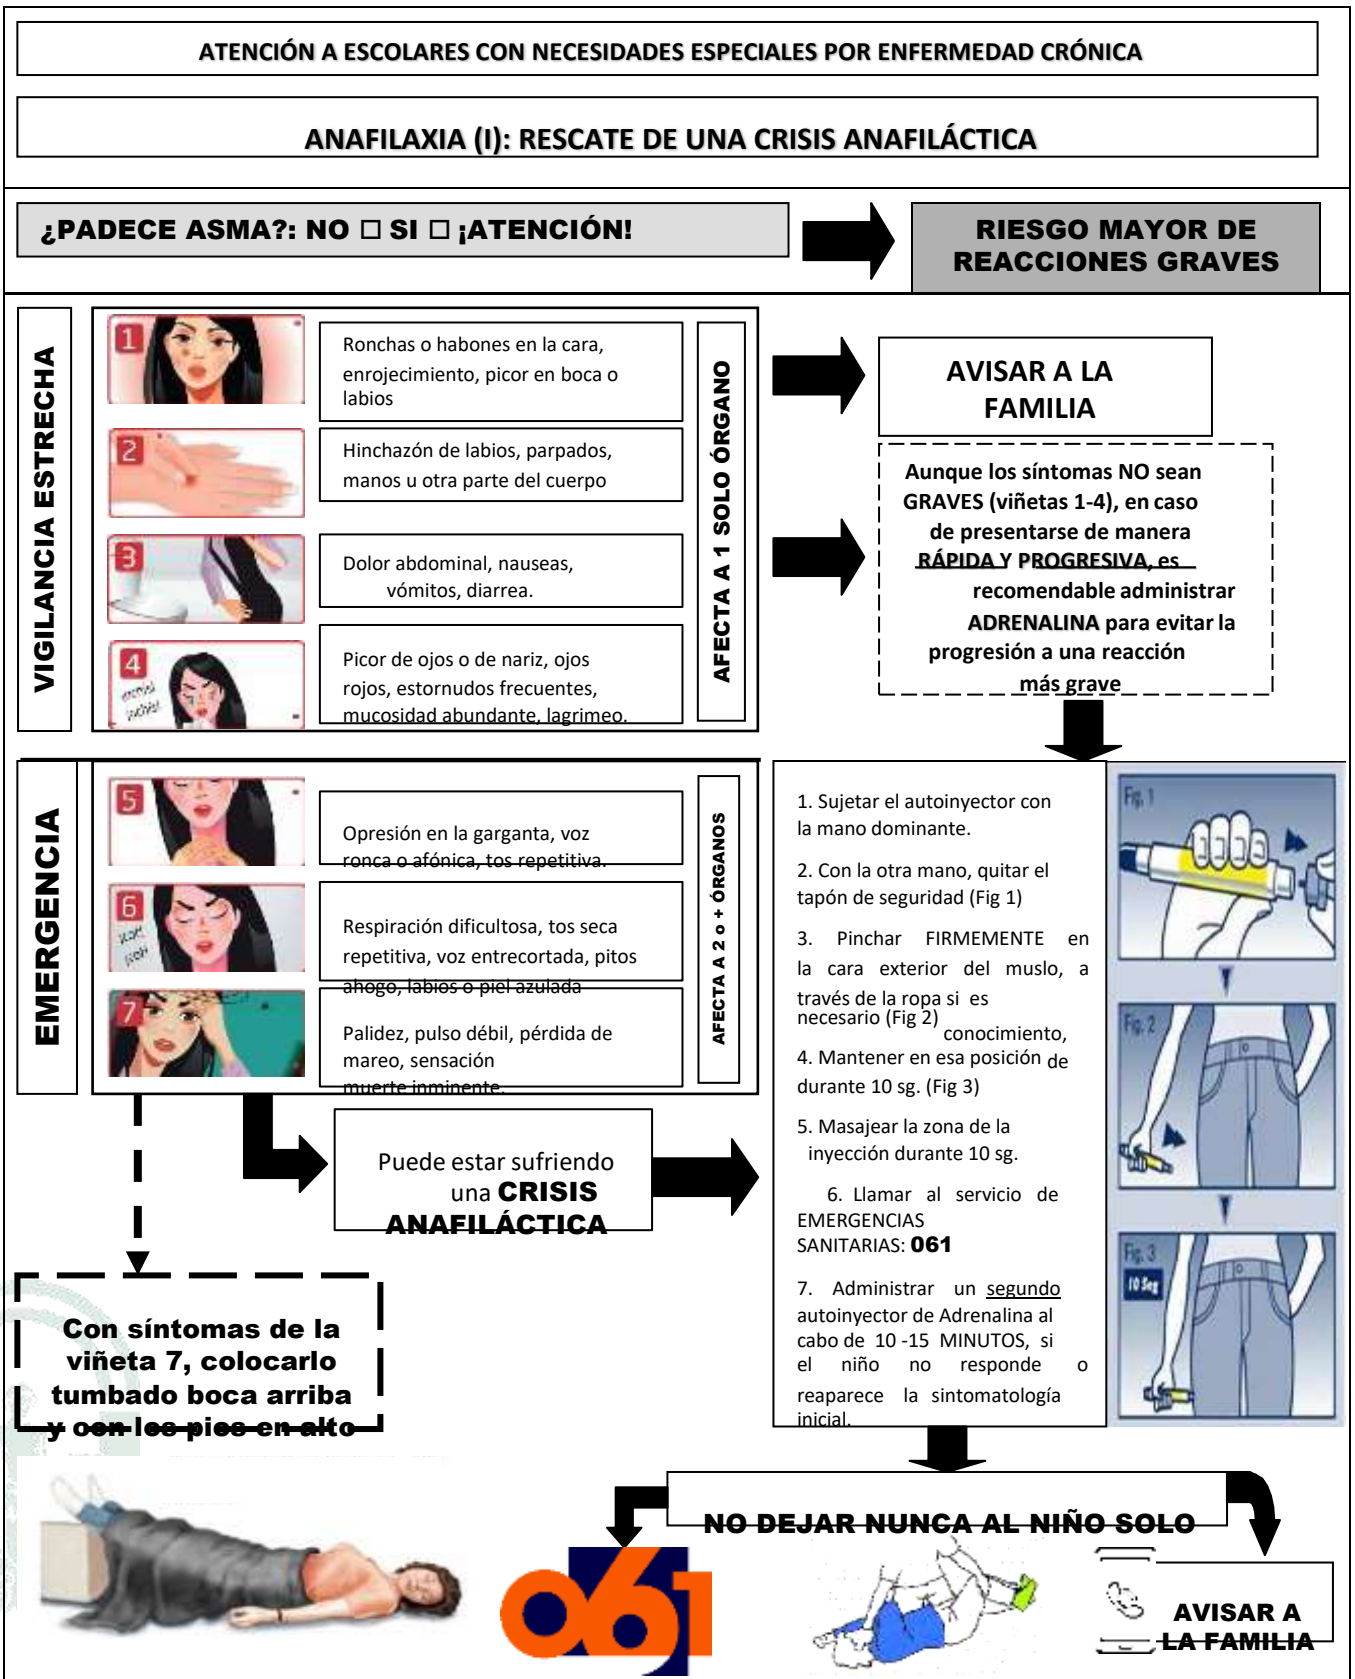 ATENCIÓN A ESCOLARES CON NECESIDADES ESPECIALES POR ENFERMEDAD CRÓNICA
ANAFILAXIA (I): RESCATE DE UNA CRISIS ANAFILÁCTICA
¿PADECE ASMA?: NO ☐ SI ☐ ¡ATENCIÓN!
RIESGO MAYOR DE
REACCIONES GRAVES
VIGILANCIA ESTRECHA
1
Ronchas o habones en la cara,
enrojecimiento, picor en boca o
labios
2
Hinchazón de labios, parpados,
manos u otra parte del cuerpo
3
Dolor abdominal, nauseas,
vómitos, diarrea.
4
Picor de ojos o de nariz, ojos
rojos, estornudos frecuentes,
mucosidad abundante, lagrimeo.
AFECTA A 1 SOLO ÓRGANO
AVISAR A LA
FAMILIA
Aunque los síntomas NO sean
GRAVES (viñetas 1-4), en caso
de presentarse de manera
RÁPIDA Y PROGRESIVA, es
recomendable administrar
ADRENALINA para evitar la
progresión a una reacción
más grave
EMERGENCIA
5
Opresión en la garganta, voz
ronca o afónica, tos repetitiva.
6
Respiración dificultosa, tos seca
repetitiva, voz entrecortada, pitos
ahogo, labios o piel azulada
7
Palidez, pulso débil, pérdida de
mareo, sensación
muerte inminente.
AFECTA A 2 o + ÓRGANOS
1. Sujetar el autoinyector con
la mano dominante.
2. Con la otra mano, quitar el
tapón de seguridad (Fig 1)
3. Pinchar FIRMEMENTE en
la cara exterior del muslo, a
través de la ropa si es
necesario (Fig 2)
conocimiento,
4. Mantener en esa posición de
durante 10 sg. (Fig 3)
5. Masajear la zona de la
inyección durante 10 sg.
6. Llamar al servicio de
EMERGENCIAS
SANITARIAS: 061
7. Administrar un segundo
autoinyector de Adrenalina al
cabo de 10 -15 MINUTOS, si
el niño no responde o
reaparece la sintomatología
inicial.
Fig. 1
Fig. 2
Fig. 3
10 Seg
Puede estar sufriendo
una CRISIS
ANAFILÁCTICA
Con síntomas de la
viñeta 7, colocarlo
tumbado boca arriba
y con los pies en alto
NO DEJAR NUNCA AL NIÑO SOLO
061
AVISAR A
LA FAMILIA